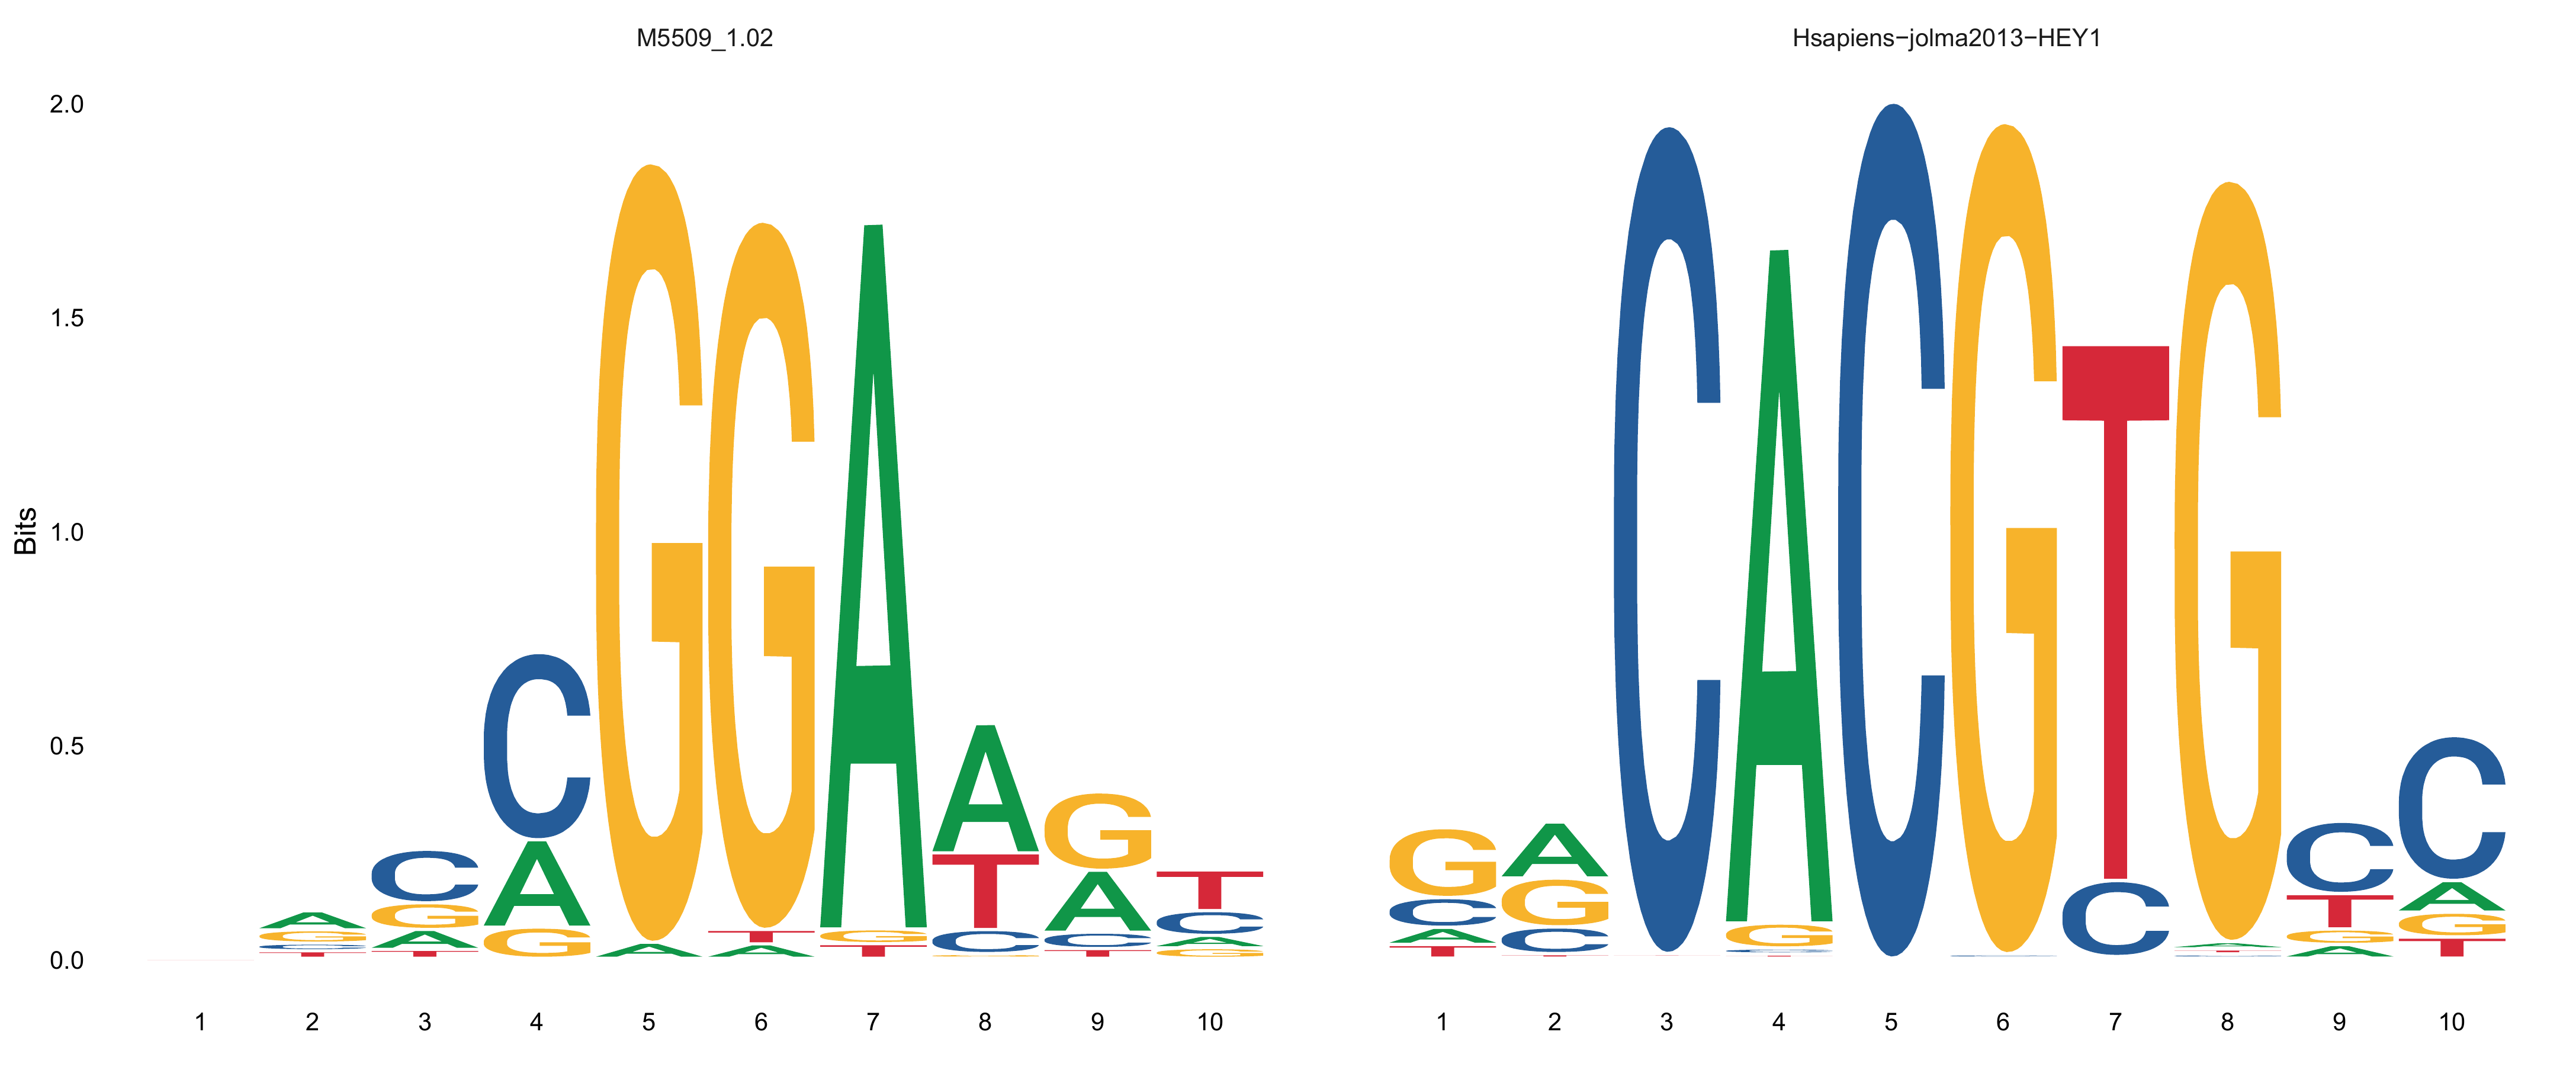 M5509_1.02
Hsapiens−jolma2013−HEY1
Bits
2.0
1.5
1.0
0.5
0.0
A G C T
C G A T
C A G
G A
G T A
A G T
A T C G
G A C T
T C A G
G C A T
A G C T
C
A G C T
C
G C
T C
G A T C
C T G A
C A G T
1 2 3 4 5 6 7 8 9 10
1 2 3 4 5 6 7 8 9 10